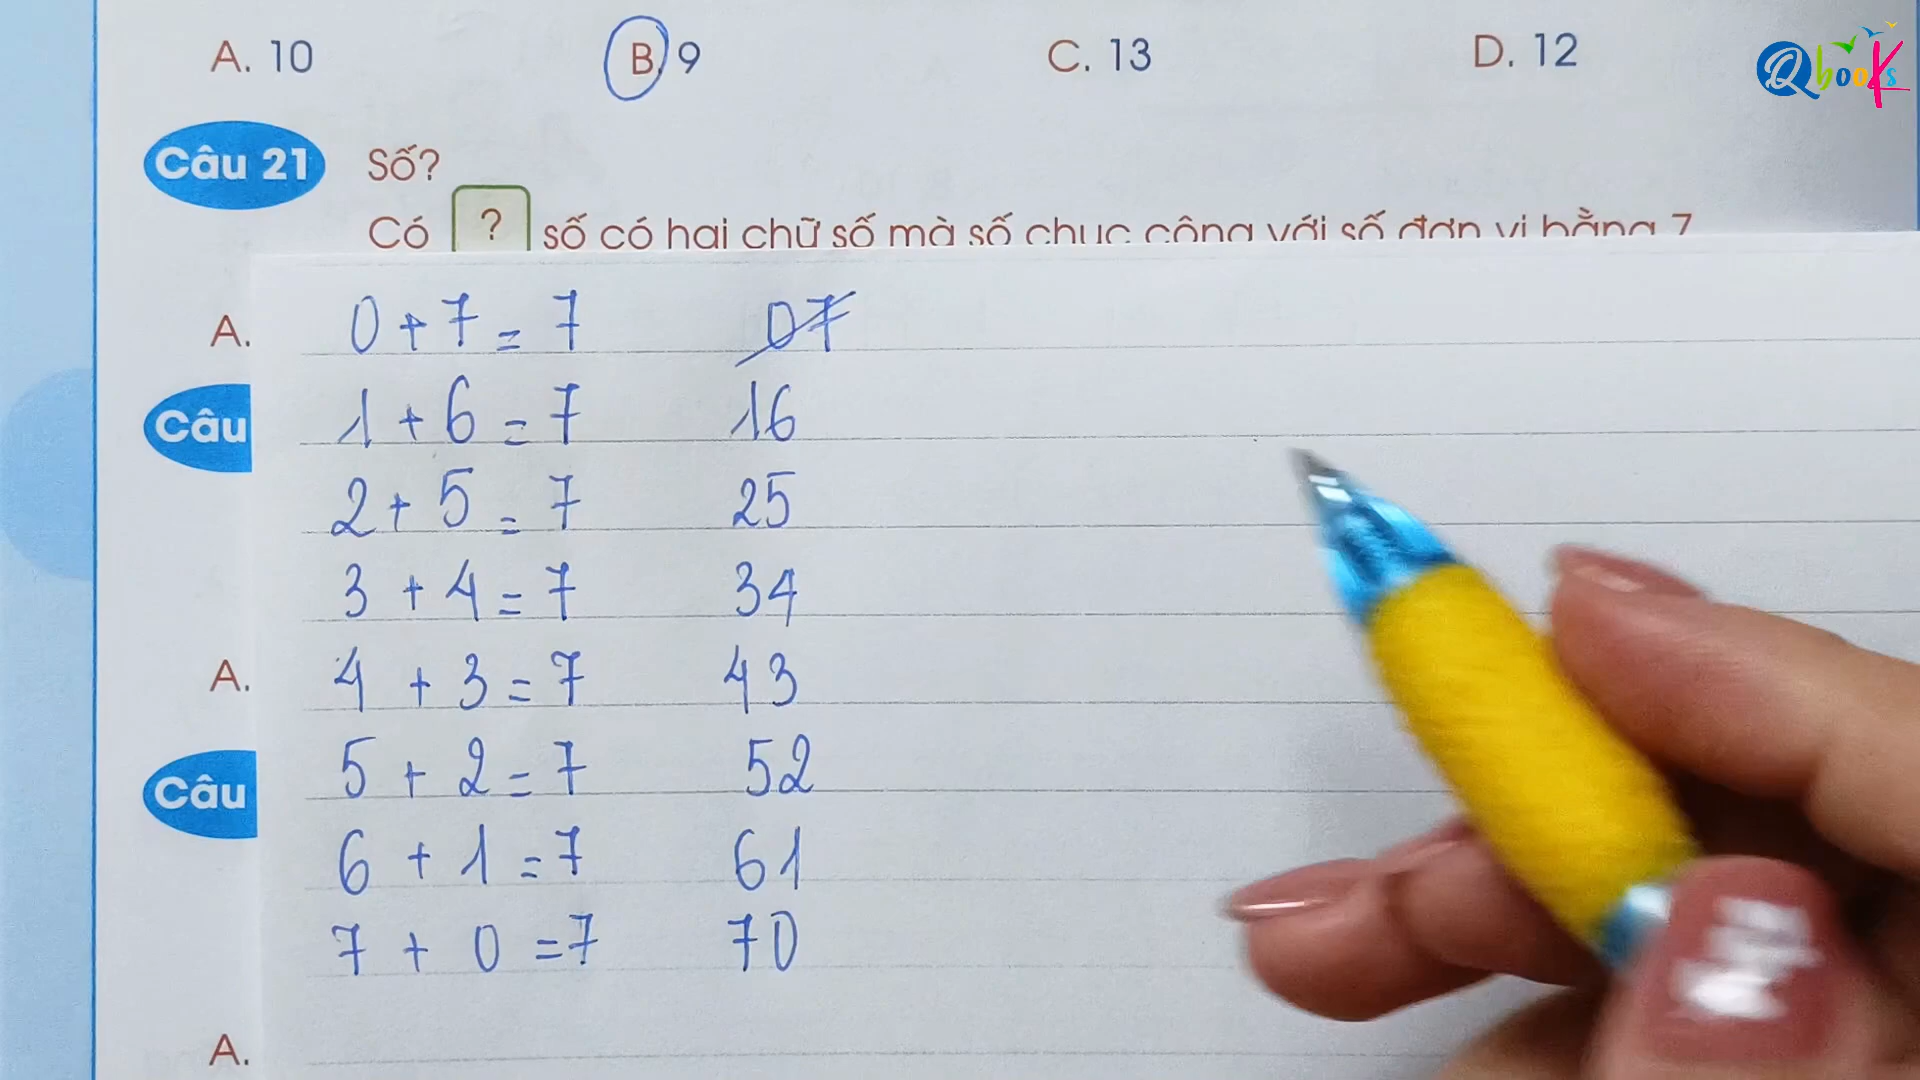 A. 10 B. 9 C. 13 D. 12
Qbooks
Câu 21 Số?
Có ? số có hai chữ số mà số chục cộng với số đơn vị bằng 7
A. 0 + 7 = 7 07
Câu 1 + 6 = 7 16
2 + 5 = 7 25
3 + 4 = 7 34
A. 4 + 3 = 7 43
Câu 5 + 2 = 7 52
6 + 1 = 7 61
7 + 0 = 7 70
A.